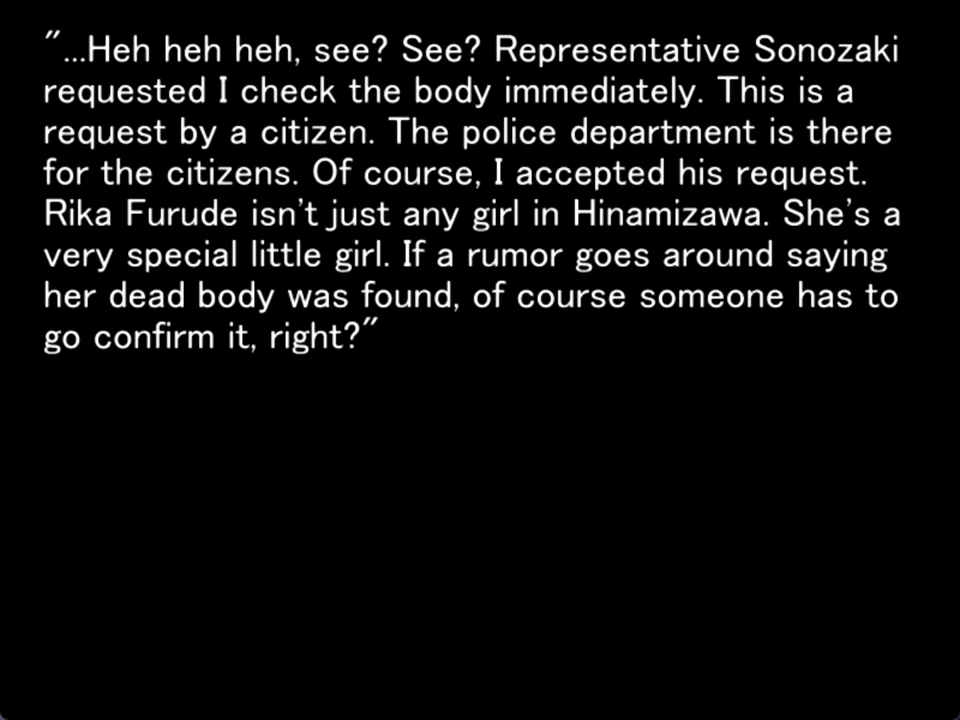 "...Heh heh heh, see? See? Representative Sonozaki
requested I check the body immediately. This is a
request by a citizen. The police department is there
for the citizens. Of course, I accepted his request.
Rika Furude isn't just any girl in Hinamizawa. She's a
very special little girl. If a rumor goes around saying
her dead body was found, of course someone has to
go confirm it, right?"